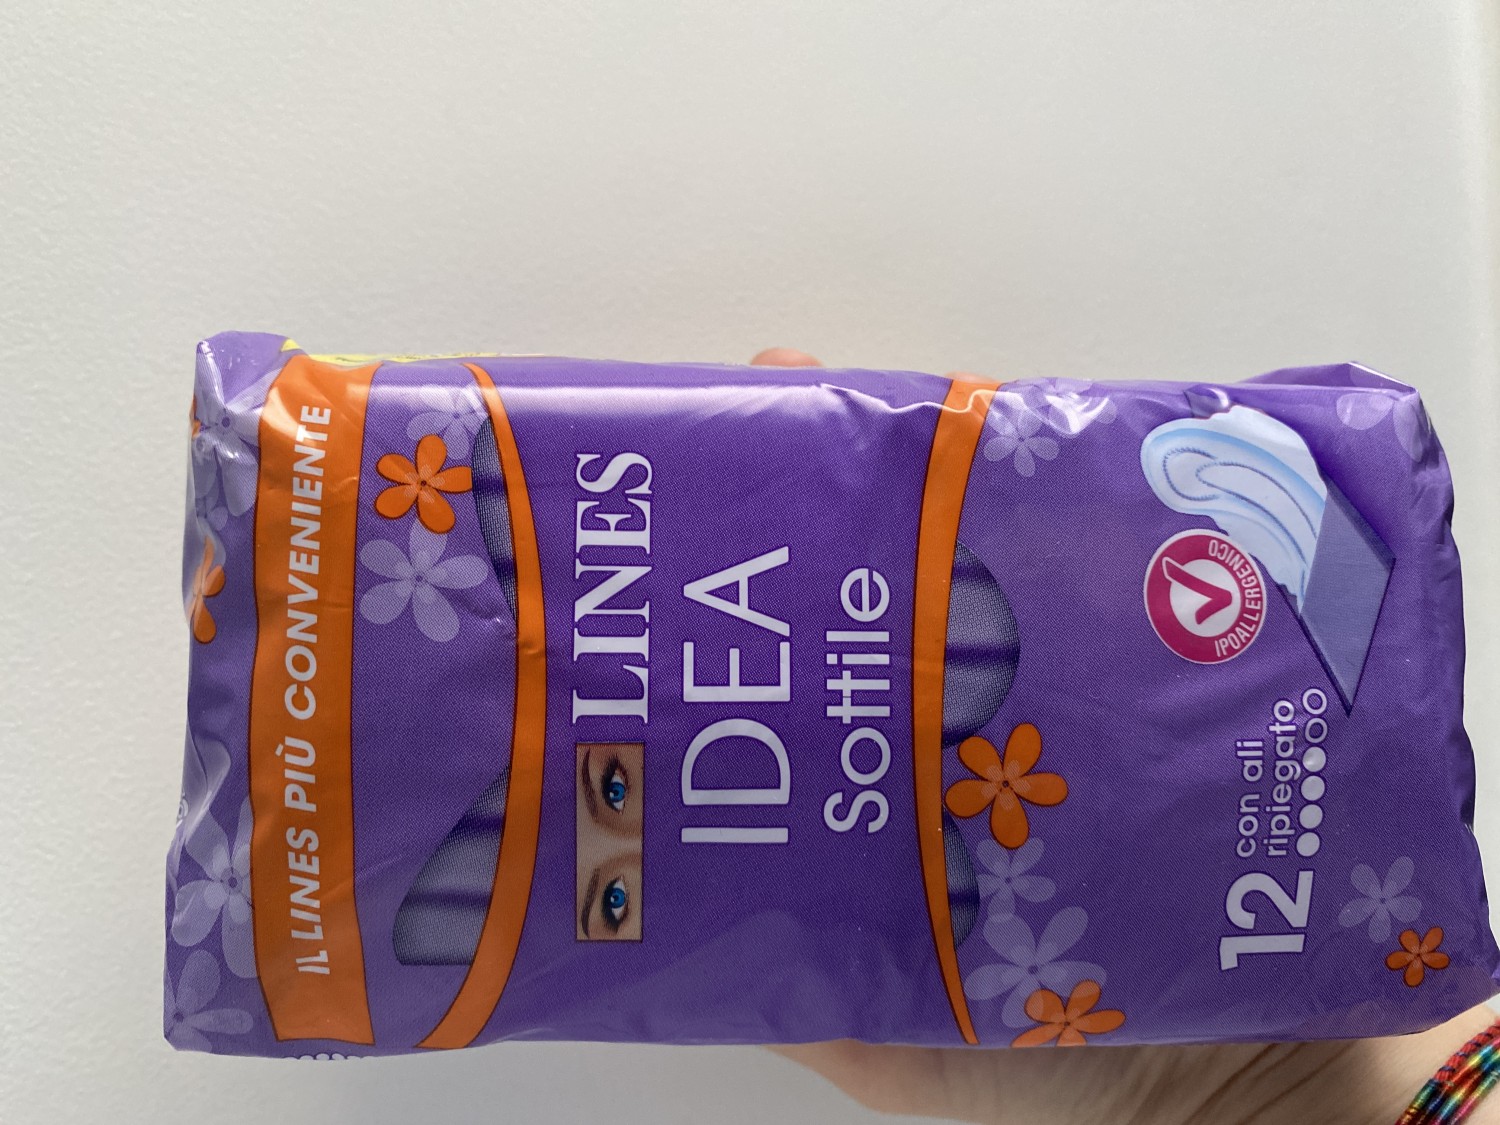 IL LINES PIÙ CONVENIENTE
LINES
IDEA
Sottile
IPOALLERGENICO
12 con ali
ripiegato